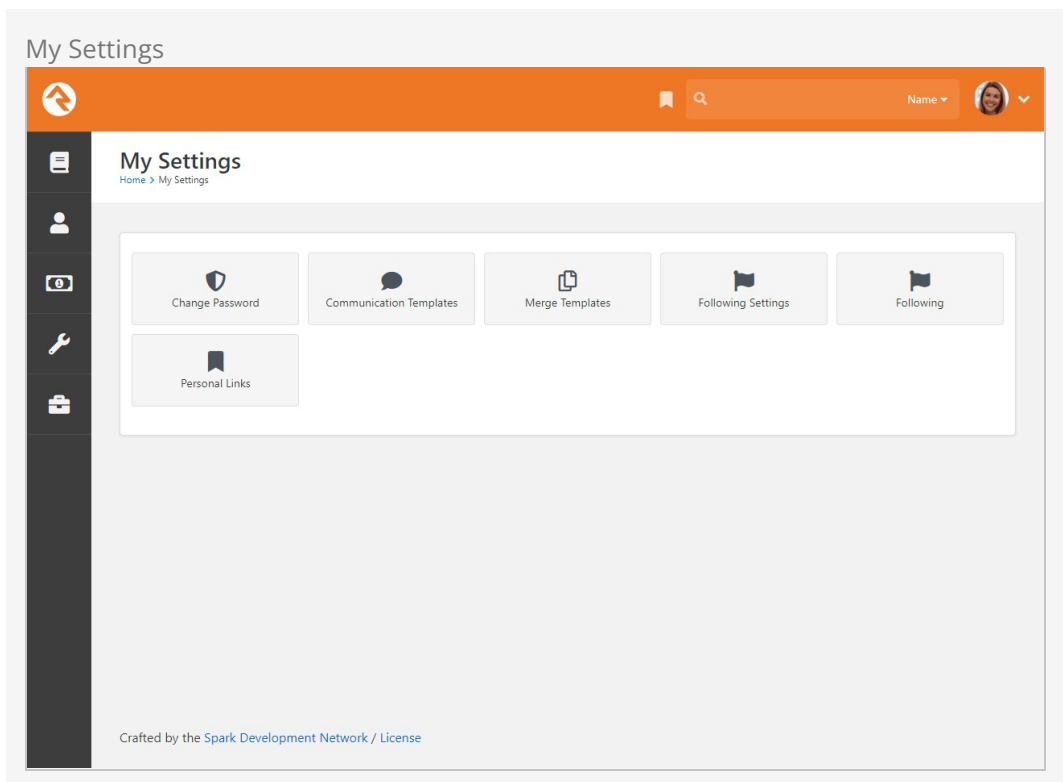 My Settings
Name
My Settings
Home > My Settings
Change Password
Communication Templates
Merge Templates
Following Settings
Following
Personal Links
Crafted by the Spark Development Network / License